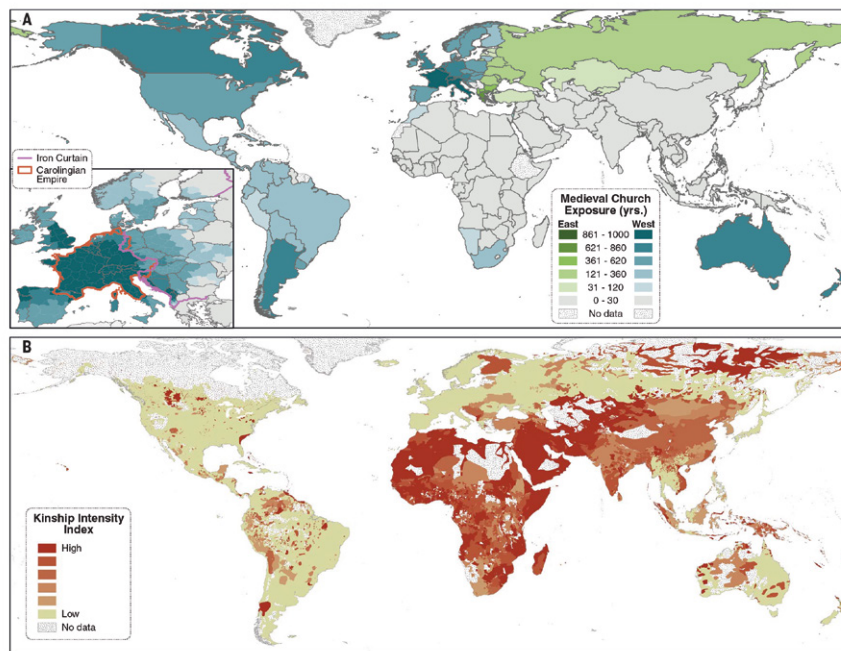 A
Iron Curtain
Carolingian
Empire
Medieval Church
Exposure (yrs.)
East West
861 - 1000
621 - 860
361 - 620
121 - 360
31 - 120
0 - 30
No data
B
Kinship Intensity
Index
High
Low
No data